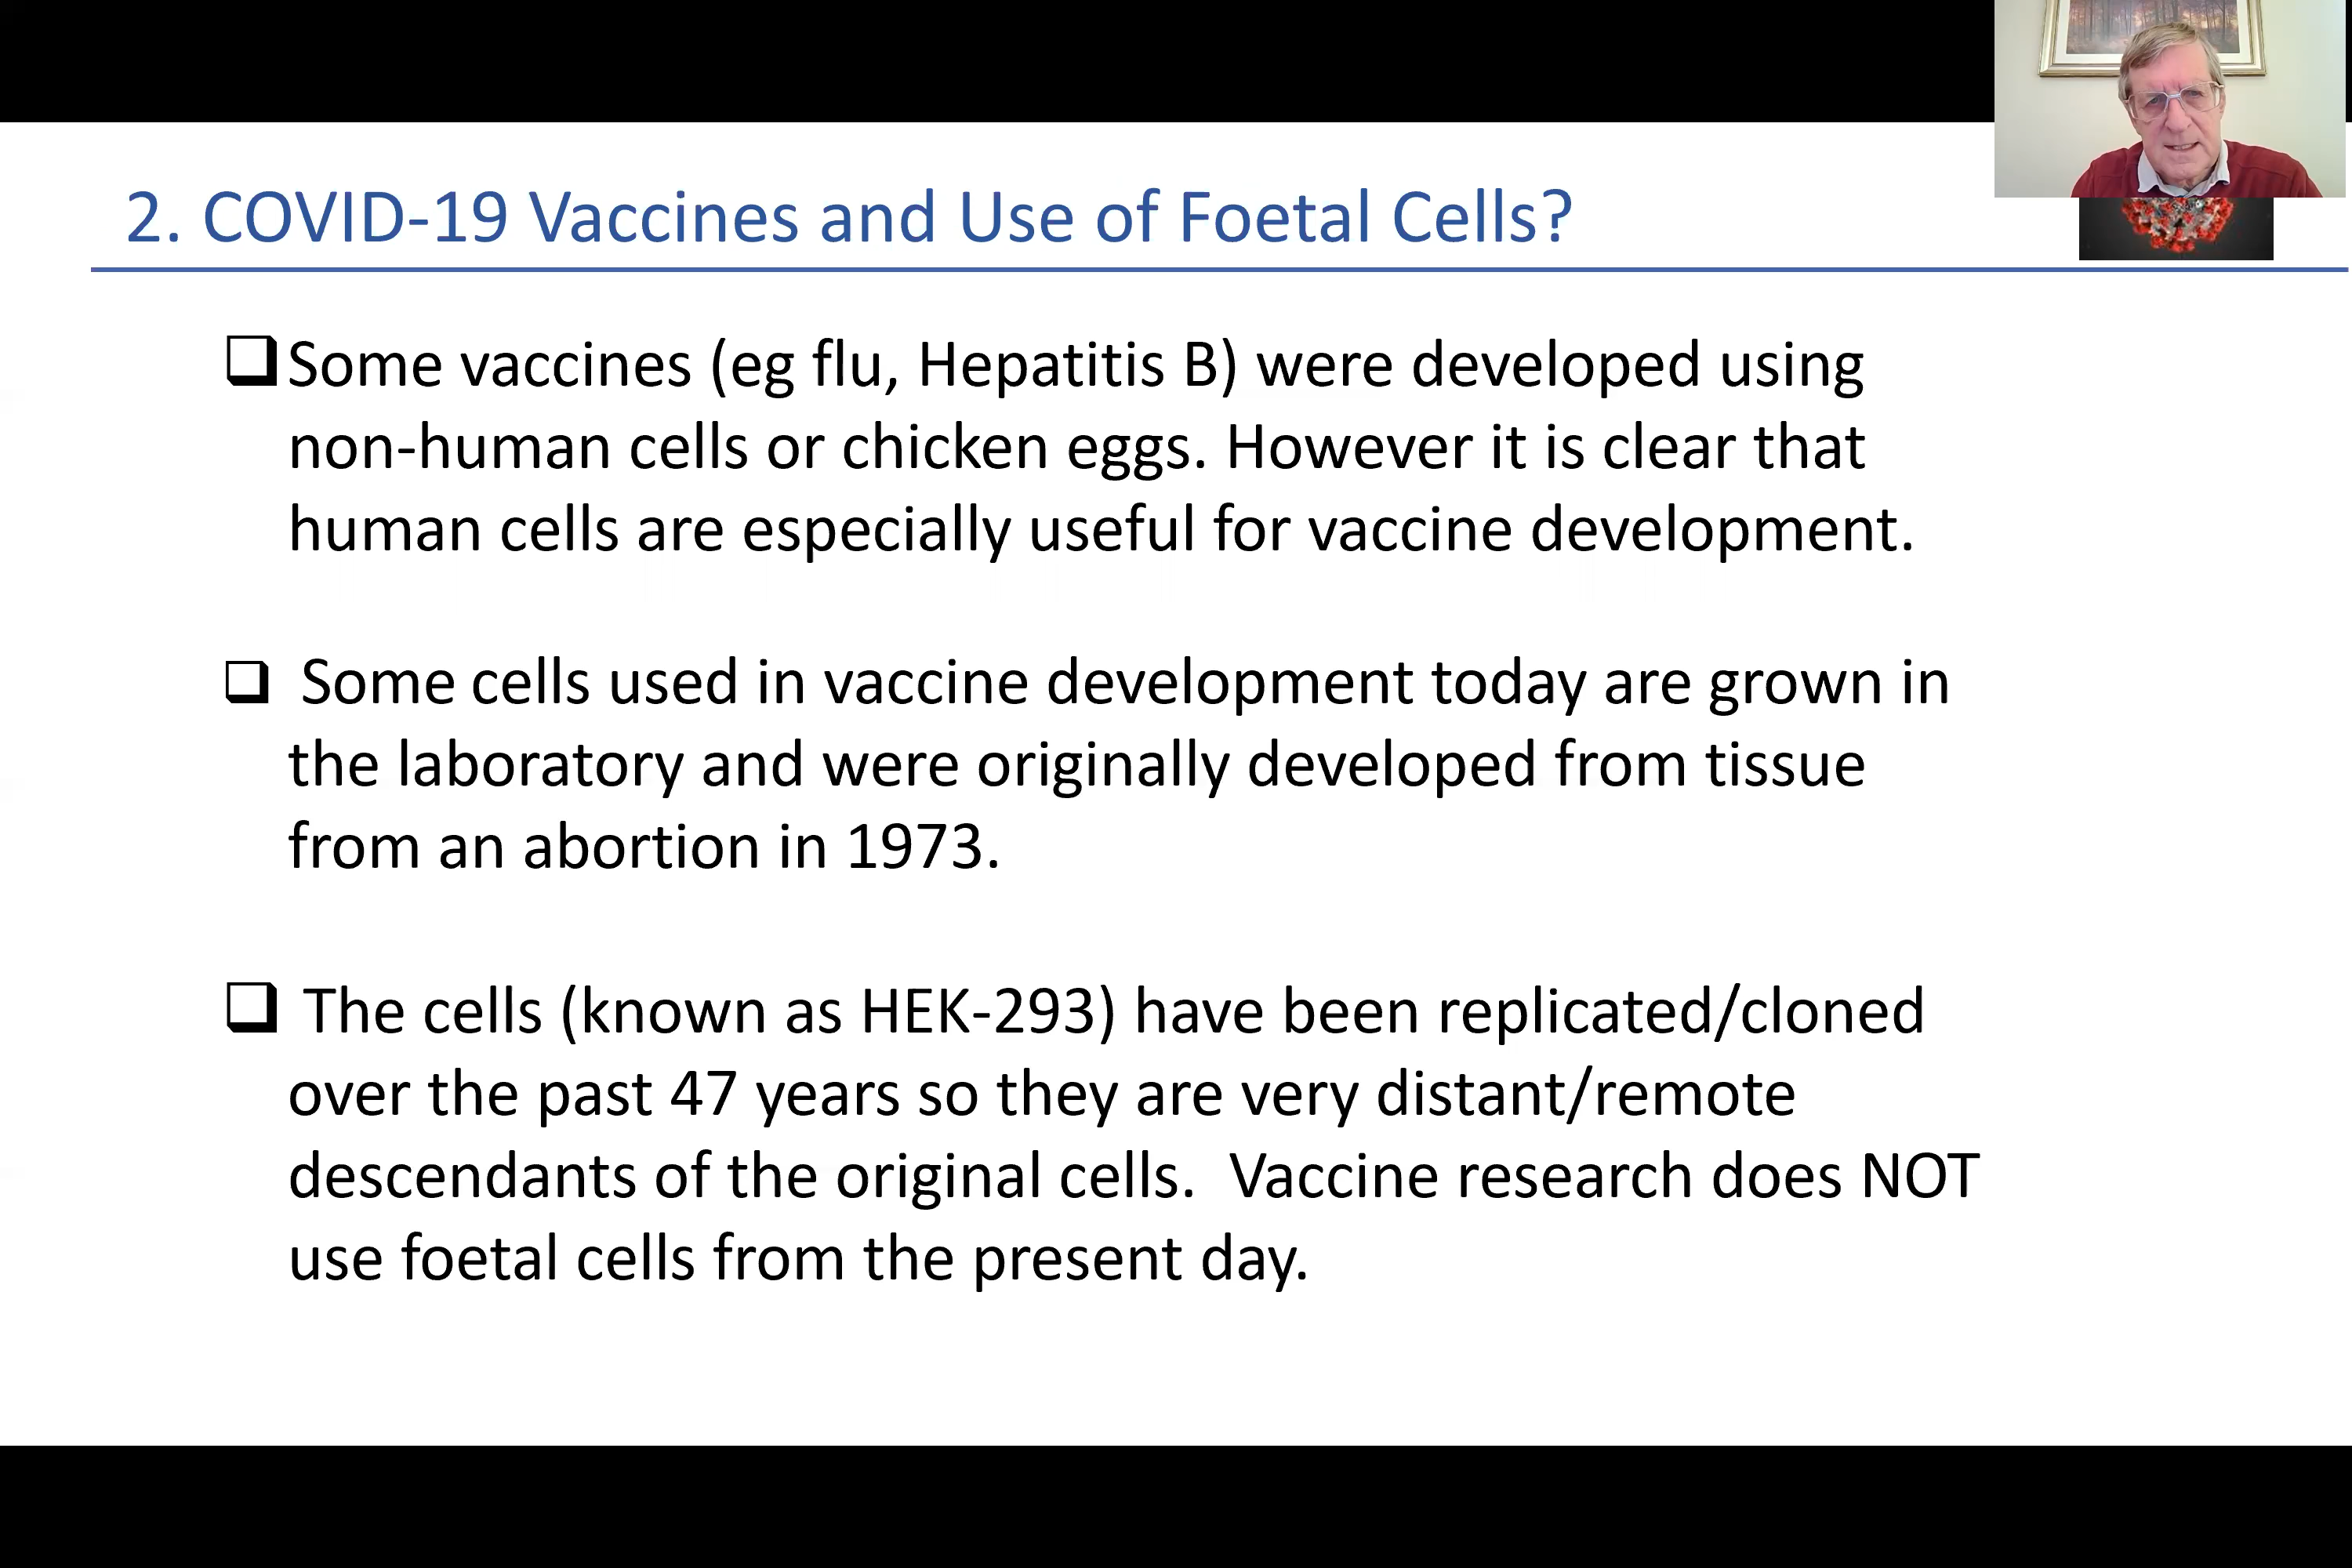 2. COVID-19 Vaccines and Use of Foetal Cells?
Some vaccines (eg flu, Hepatitis B) were developed using
non-human cells or chicken eggs. However it is clear that
human cells are especially useful for vaccine development.
Some cells used in vaccine development today are grown in
the laboratory and were originally developed from tissue
from an abortion in 1973.
The cells (known as HEK-293) have been replicated/cloned
over the past 47 years so they are very distant/remote
descendants of the original cells.  Vaccine research does NOT
use foetal cells from the present day.